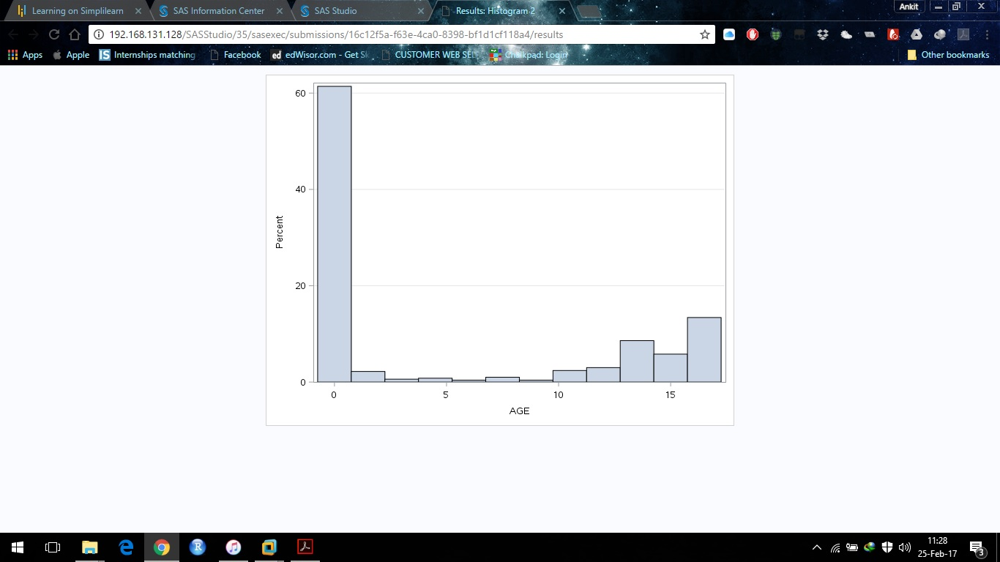 Learning on Simplilearn
SAS Information Center
SAS Studio
Results: Histogram 2
Ankit
192.168.131.128/SASStudio/35/sasexec/submissions/16c12f5a-f63e-4ca0-8398-bf1d1cf118a4/results
Apps
Apple
IS Internships matching
Facebook
ed edWisor.com - Get Sk
CUSTOMER WEB SEL
Chalkpad: Login
Other bookmarks
60
40
20
0
Percent
0 5 10 15
AGE
11:28
25-Feb-17
3